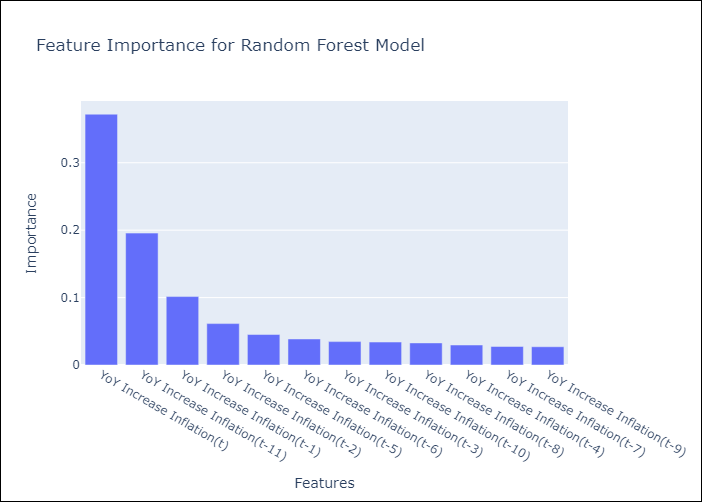 Feature Importance for Random Forest Model
Importance
0.3
0.2
0.1
0
YoY Increase Inflation(t)
YoY Increase Inflation(t-11)
YoY Increase Inflation(t-1)
YoY Increase Inflation(t-2)
YoY Increase Inflation(t-5)
YoY Increase Inflation(t-6)
YoY Increase Inflation(t-3)
YoY Increase Inflation(t-10)
YoY Increase Inflation(t-8)
YoY Increase Inflation(t-4)
YoY Increase Inflation(t-7)
YoY Increase Inflation(t-9)
Features